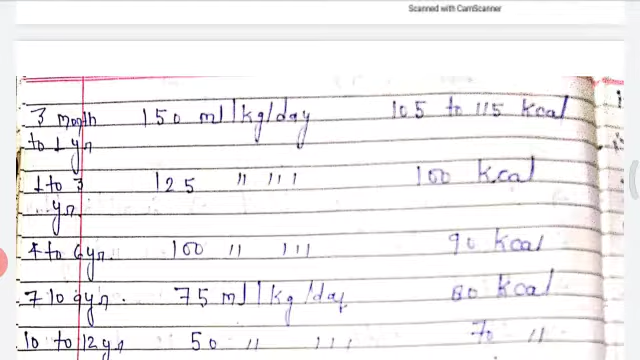 Scanned with CamScanner
3 month 150 ml/kg/day 105 to 115 Kcal
to 1 yr
1 to 3 125 " ''' 100 Kcal
yr.
4 to 6 yr. 100 " ''' 90 Kcal
7 to 9 yr. 75 ml/kg/day 80 Kcal
10 to 12 yr 50 " ''' 70 "